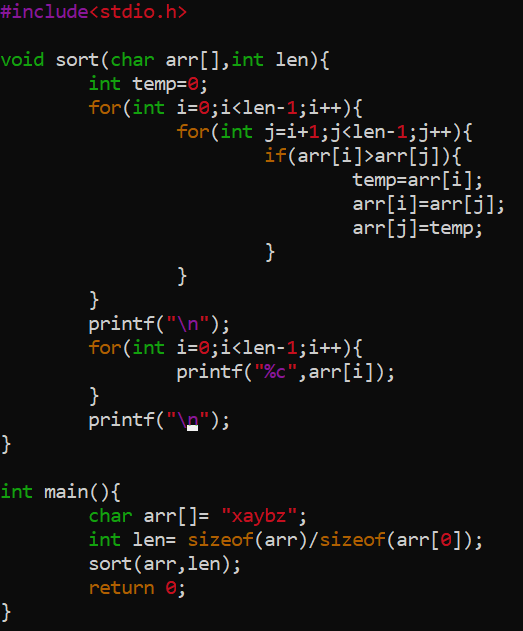 #include<stdio.h>

void sort(char arr[],int len){
        int temp=0;
        for(int i=0;i<len-1;i++){
                for(int j=i+1;j<len-1;j++){
                        if(arr[i]>arr[j]){
                                temp=arr[i];
                                arr[i]=arr[j];
                                arr[j]=temp;
                        }
                }
        }
        printf("\n");
        for(int i=0;i<len-1;i++){
                printf("%c",arr[i]);
        }
        printf("\n");
}

int main(){
        char arr[]= "xaybz";
        int len= sizeof(arr)/sizeof(arr[0]);
        sort(arr,len);
        return 0;
}